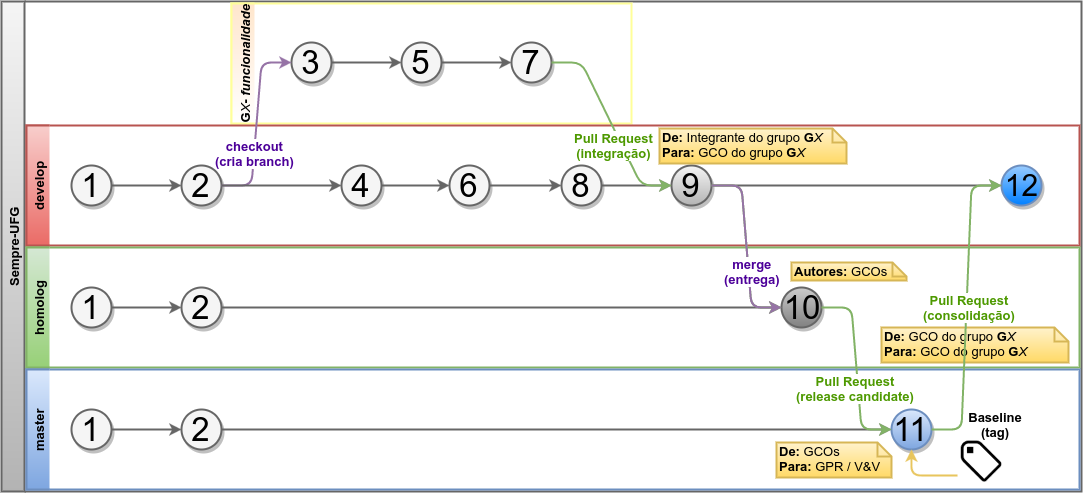 Sempre-UFG
GX- funcionalidade
3
5
7
checkout
(cria branch)
Pull Request
(integração)
De: Integrante do grupo GX
Para: GCO do grupo GX
develop
1
2
4
6
8
9
12
merge
(entrega)
Autores: GCOs
homolog
1
2
10
Pull Request
(consolidação)
De: GCO do grupo GX
Para: GCO do grupo GX
Pull Request
(release candidate)
master
1
2
11
Baseline
(tag)
De: GCOs
Para: GPR / V&V